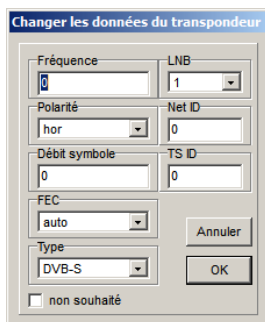 Changer les données du transpondeur
Fréquence
LNB
0
1
Polarité
Net ID
hor
0
Débit symbole
TS ID
0
0
FEC
auto
Annuler
Type
DVB-S
OK
non souhaité